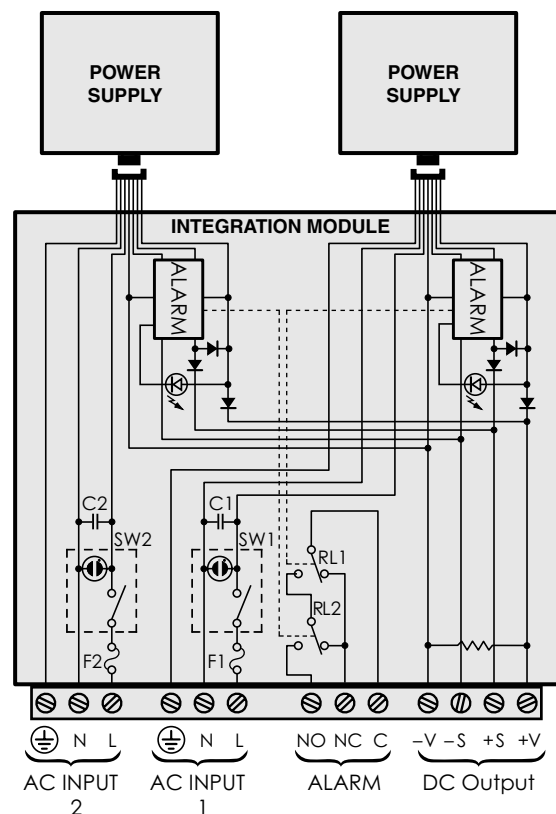 POWER
SUPPLY
POWER
SUPPLY
INTEGRATION MODULE
ALARM
ALARM
C2
C1
SW2
SW1
RL1
RL2
F2
F1
N L
N L
NO NC C
–V –S +S +V
AC INPUT
2
AC INPUT
1
ALARM
DC Output